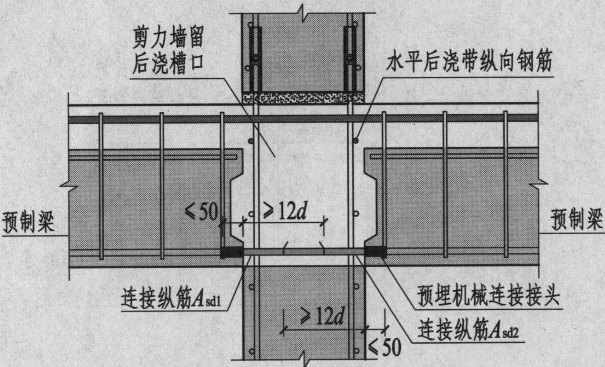 剪力墙留
后浇槽口
水平后浇带纵向钢筋
≤50
≥12d
预制梁
预制梁
连接纵筋Asd1
预埋机械连接接头
≥12d
连接纵筋Asd2
≤50